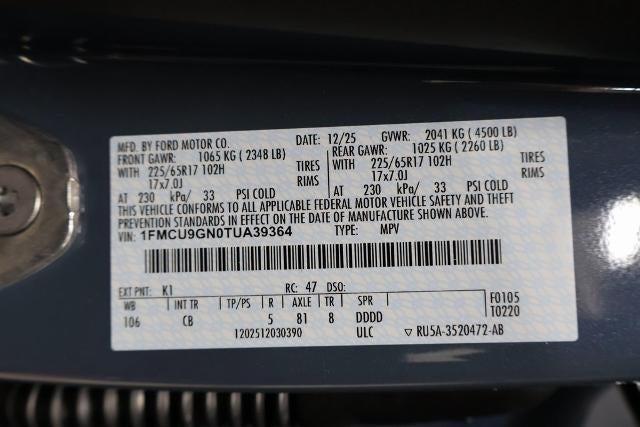 MFD. BY FORD MOTOR CO. DATE: 12/25 GVWR: 2041 KG ( 4500 LB)
FRONT GAWR: 1065 KG ( 2348 LB) REAR GAWR: 1025 KG ( 2260 LB)
WITH 225/65R17 102H TIRES WITH 225/65R17 102H TIRES
17x7.0J RIMS 17x7.0J RIMS
AT 230 kPa/ 33 PSI COLD AT 230 kPa/ 33 PSI COLD
THIS VEHICLE CONFORMS TO ALL APPLICABLE FEDERAL MOTOR VEHICLE SAFETY AND THEFT
PREVENTION STANDARDS IN EFFECT ON THE DATE OF MANUFACTURE SHOWN ABOVE.
VIN: 1FMCU9GN0TUA39364 TYPE: MPV
EXT PNT: K1 RC: 47 DSO:
WB INT TR TP/PS R AXLE TR SPR F0105
106 CB 5 81 8 DDDD T0220
1202512030390 ULC ▽ RU5A-3520472-AB